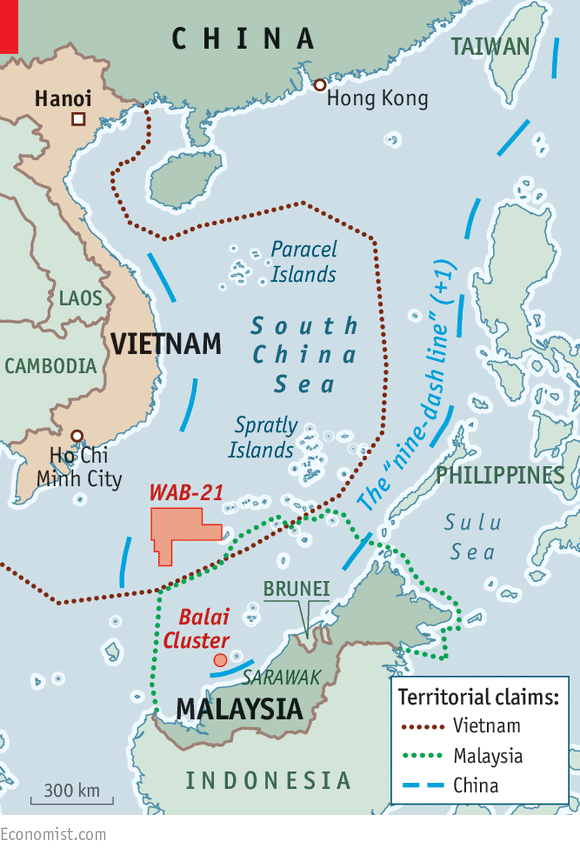 CHINA
TAIWAN
Hanoi
Hong Kong
Paracel
Islands
LAOS
VIETNAM
South
China
Sea
CAMBODIA
The “nine-dash line” (+1)
Spratly
Islands
Ho Chi
Minh City
PHILIPPINES
WAB-21
Sulu
Sea
BRUNEI
Balai
Cluster
SARAWAK
MALAYSIA
INDONESIA
Territorial claims:
Vietnam
Malaysia
China
300 km
Economist.com